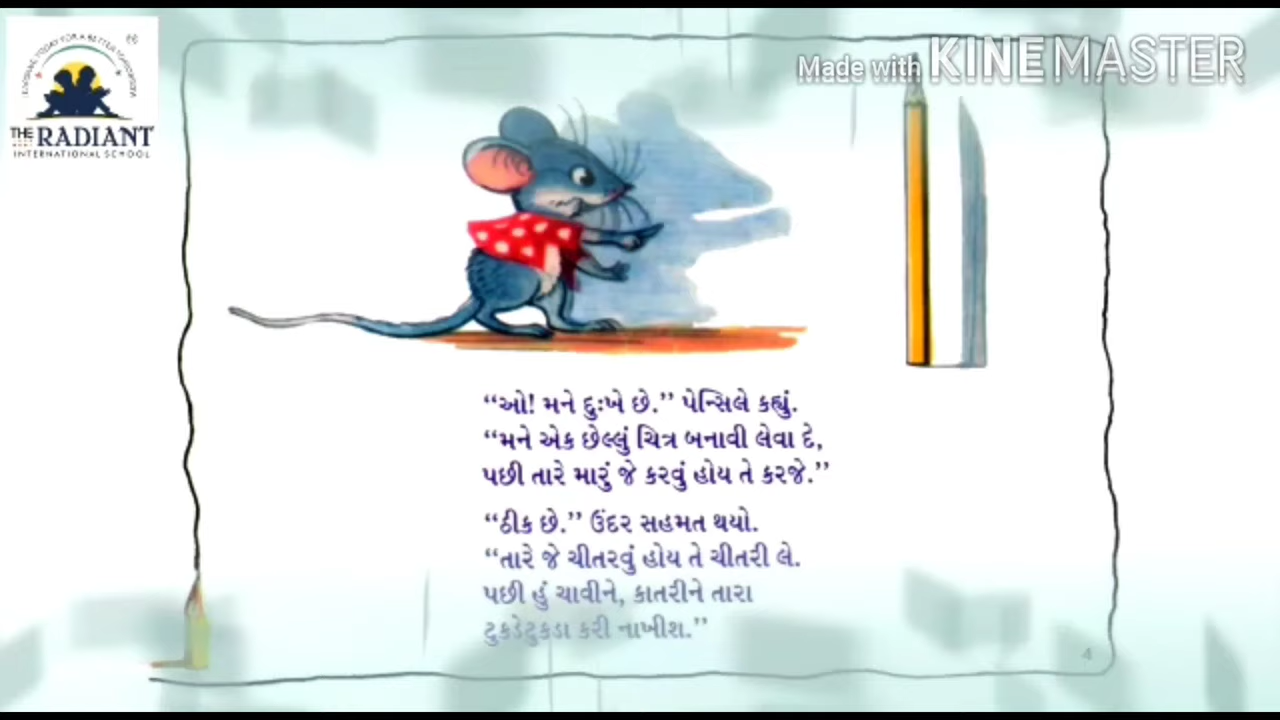 THE RADIANT
INTERNATIONAL SCHOOL
Made with KINEMASTER
“ઓ! મને દુઃખે છે.” પેન્સિલે કહ્યું.
“મને એક છેલ્લું ચિત્ર બનાવી લેવા દે,
પછી તારે મારું જે કરવું હોય તે કરજે.”
“ઠીક છે.” ઉંદર સહમત થયો.
“તારે જે ચીતરવું હોય તે ચીતરી લે.
પછી હું ચાવીને, કાતરીને તારા
ટુકડેટુકડા કરી નાખીશ.”
4